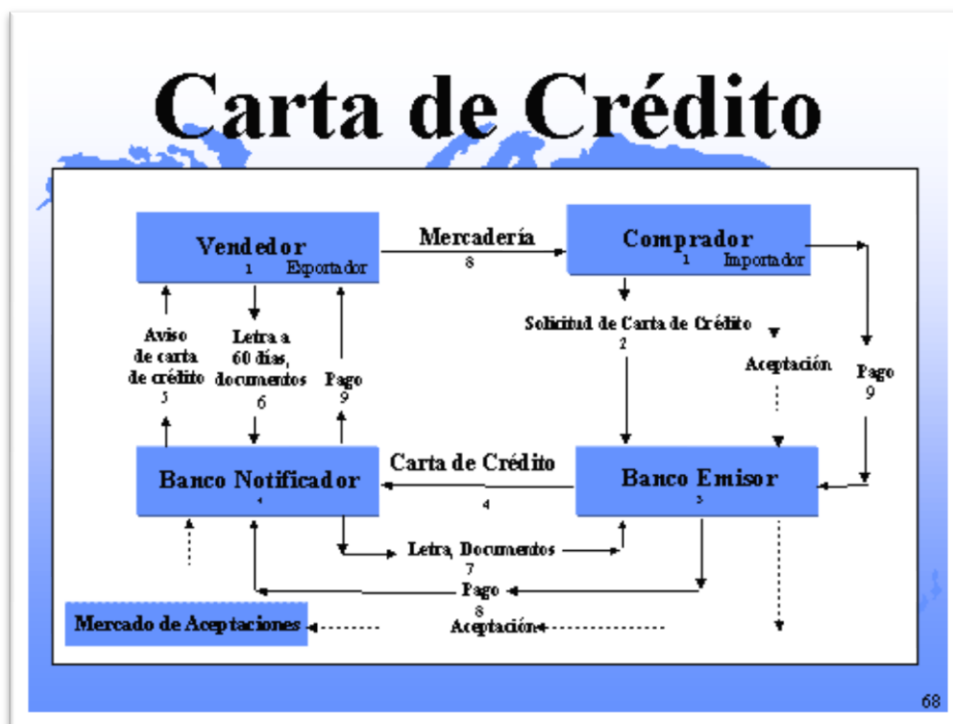 Carta de Crédito
Vendedor
1 Exportador
Mercadería
8
Comprador
1 Importador
Aviso
de carta
de crédito
5
Letra a
60 días,
documentos
6
Pago
9
Solicitud de Carta de Crédito
2
Aceptación
Pago
9
Banco Notificador
Carta de Crédito
4
Banco Emisor
3
Letra, Documentos
7
Pago
8
Aceptación
Mercado de Aceptaciones
68